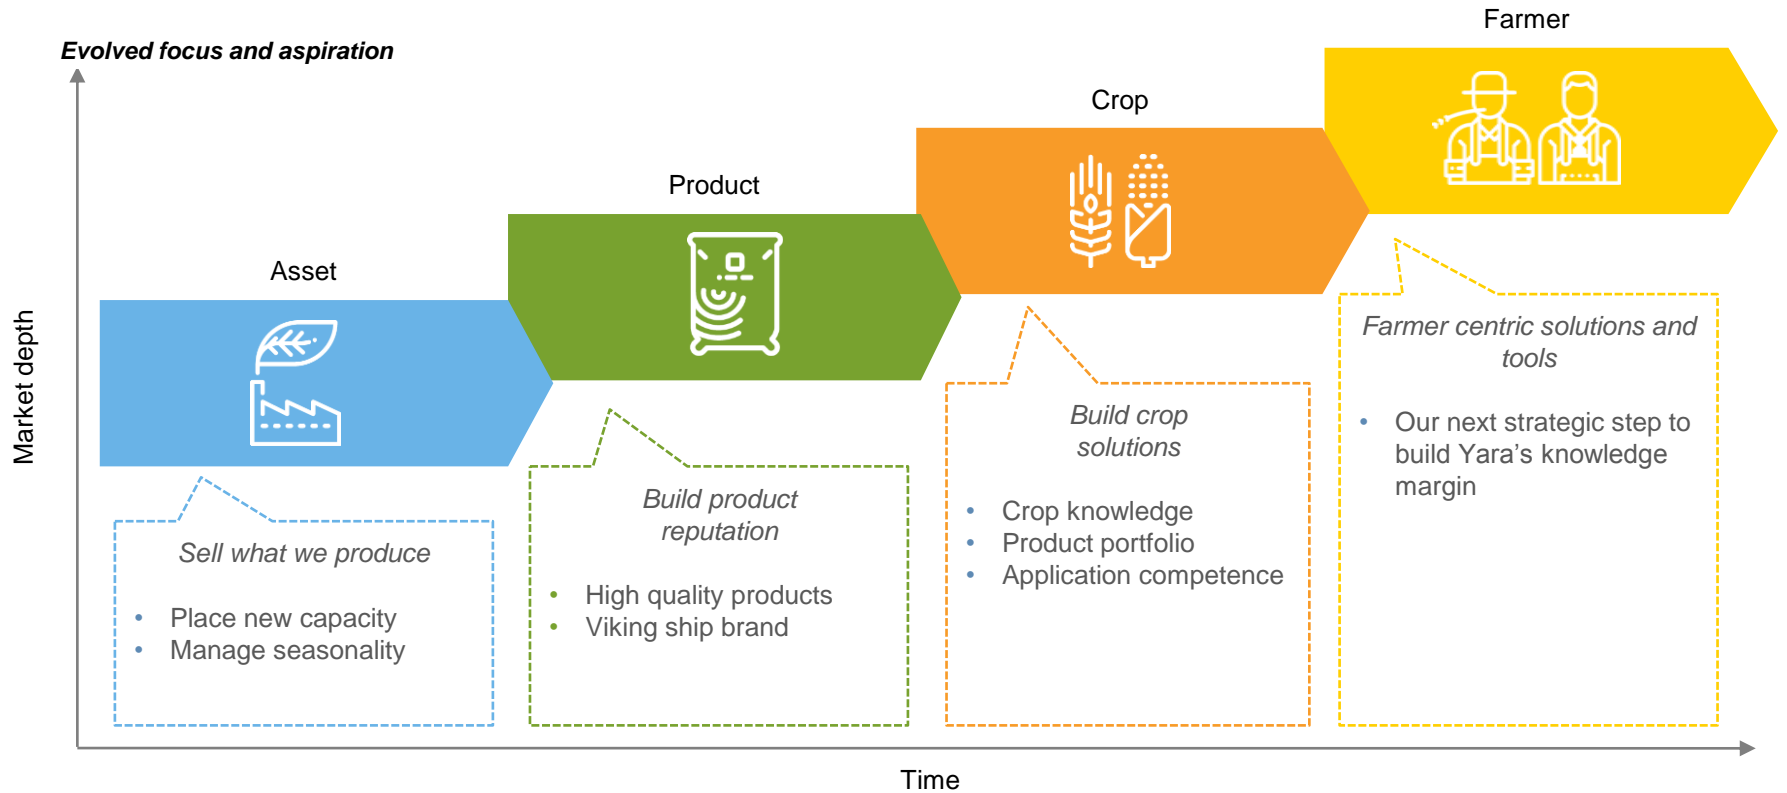 Evolved focus and aspiration
Farmer
Crop
Product
Asset
Market depth
Sell what we produce
• Place new capacity
• Manage seasonality
Build product
reputation
• High quality products
• Viking ship brand
Build crop
solutions
• Crop knowledge
• Product portfolio
• Application competence
Farmer centric solutions and
tools
• Our next strategic step to
build Yara’s knowledge
margin
Time